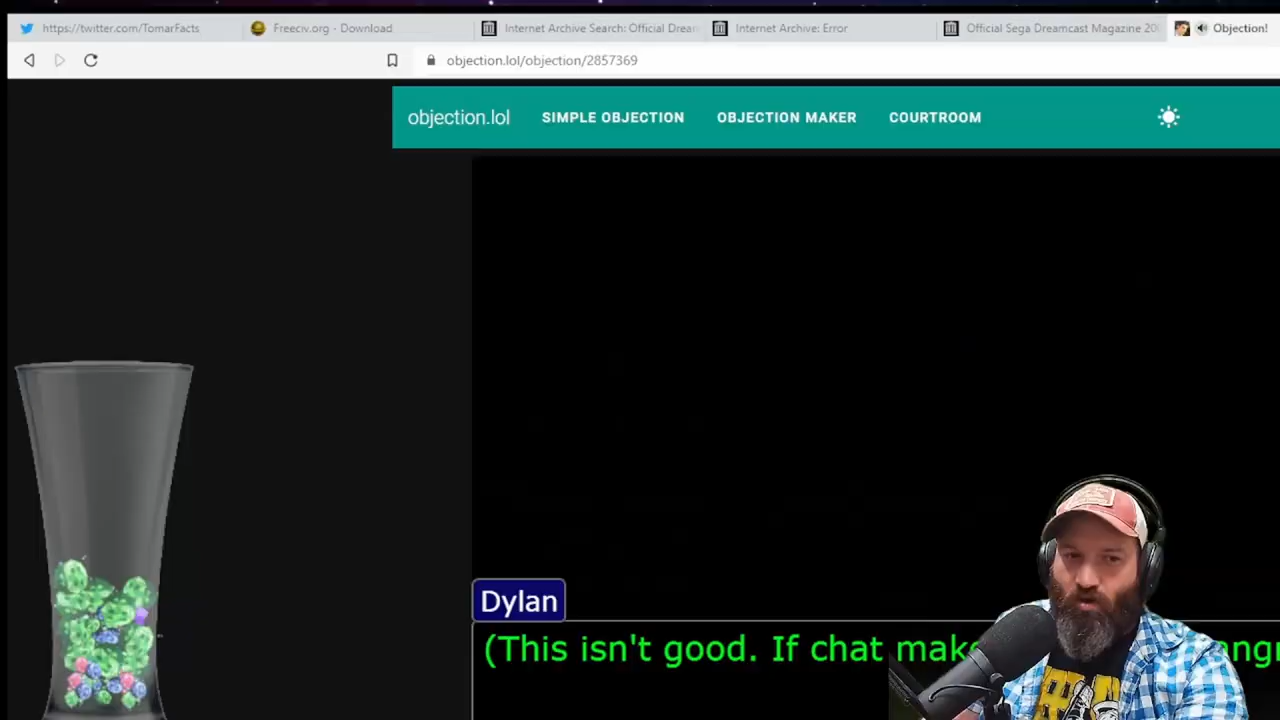 https://twitter.com/TomarFacts
Freeciv.org - Download
Internet Archive Search: Official Dream
Internet Archive: Error
Official Sega Dreamcast Magazine 20
Objection!
objection.lol/objection/2857369
objection.lol
SIMPLE OBJECTION
OBJECTION MAKER
COURTROOM
Dylan
(This isn't good. If chat make angr